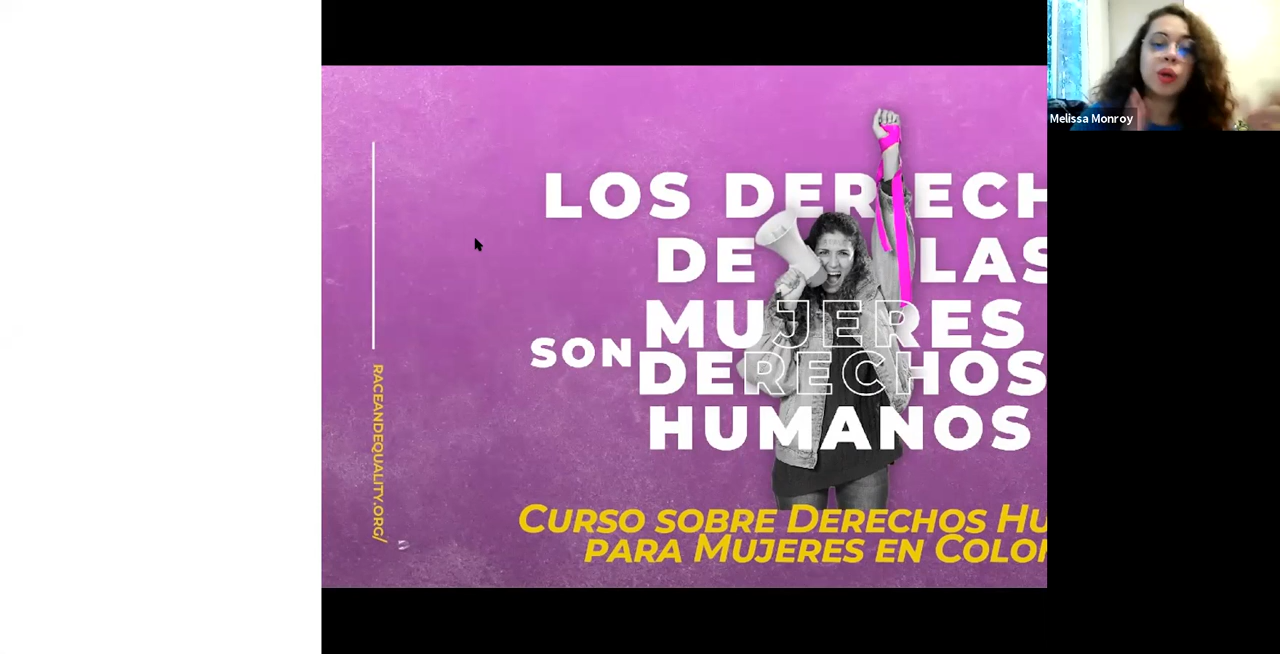 LOS DERECH
DE LAS
MUJERES
SON DERECHOS
HUMANOS
CURSO SOBRE DERECHOS HU
PARA MUJERES EN COLO
RACEANDEQUALITY.ORG/
Melissa Monroy